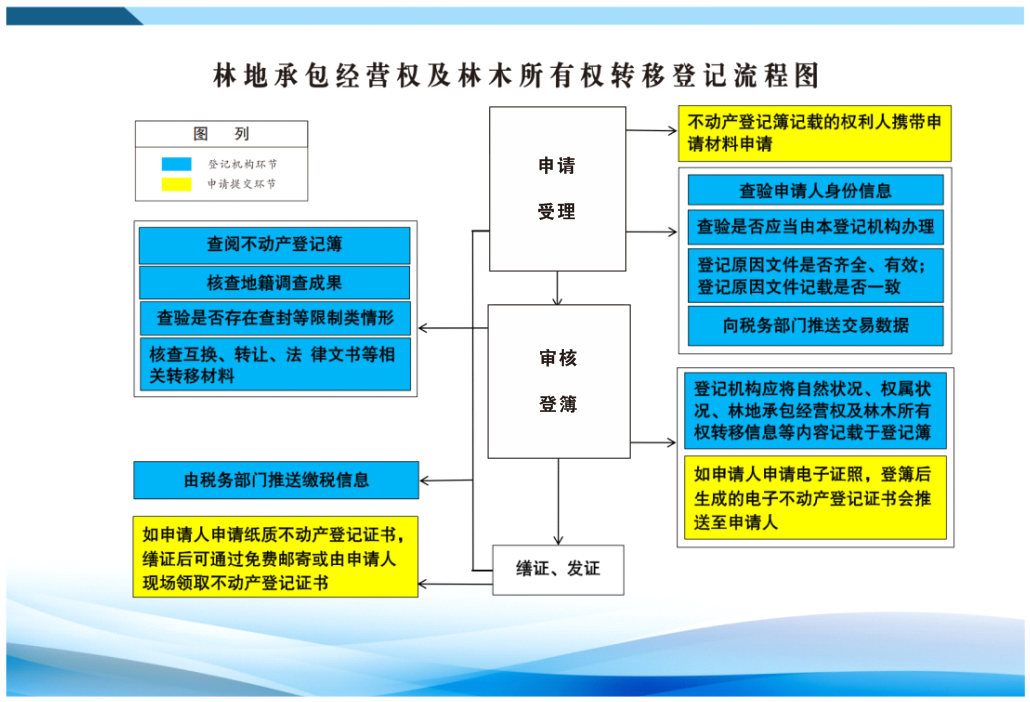 林地承包经营权及林木所有权转移登记流程图
图 列
登记机构环节
申请提交环节
申请
受理
不动产登记簿记载的权利人携带申
请材料申请
查验申请人身份信息
查验是否应当由本登记机构办理
登记原因文件是否齐全、有效；
登记原因文件记载是否一致
向税务部门推送交易数据
查阅不动产登记簿
核查地籍调查成果
查验是否存在查封等限制类情形
核查互换、转让、法 律文书等相
关转移材料
审核
登簿
登记机构应将自然状况、权属状
况、林地承包经营权及林木所有
权转移信息等内容记载于登记簿
如申请人申请电子证照，登簿后
生成的电子不动产登记证书会推
送至申请人
由税务部门推送缴税信息
如申请人申请纸质不动产登记证书，
缮证后可通过免费邮寄或由申请人
现场领取不动产登记证书
缮证、发证